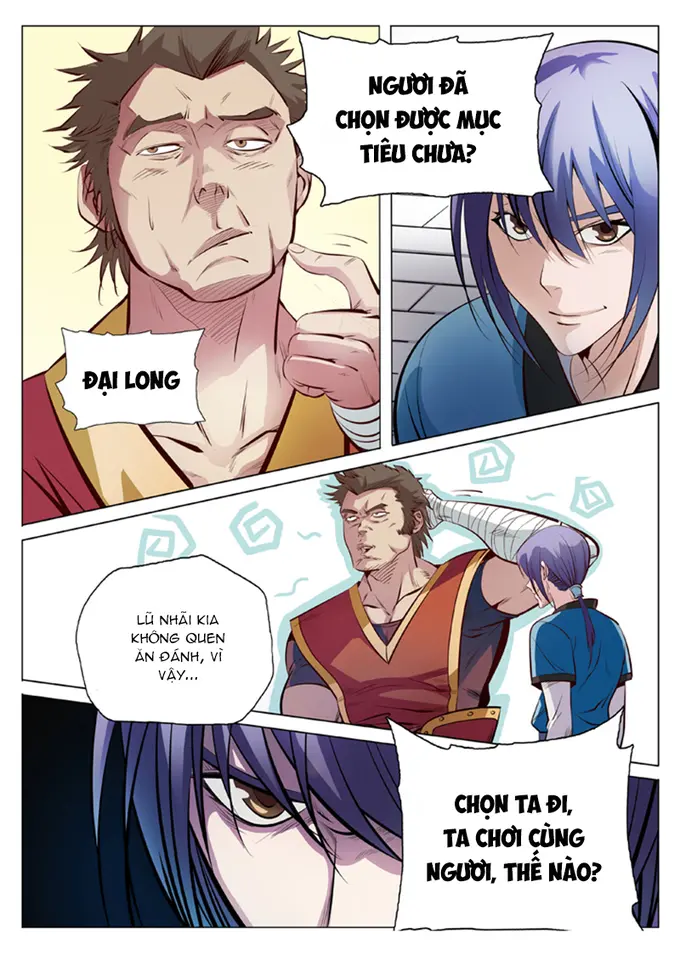 NGƯƠI ĐÃ
CHỌN ĐƯỢC MỤC
TIÊU CHƯA?
ĐẠI LONG
LŨ NHÃI KIA
KHÔNG QUEN
ĂN ĐÁNH, VÌ
VẬY...
CHỌN TA ĐI,
TA CHƠI CÙNG
NGƯƠI, THẾ NÀO?